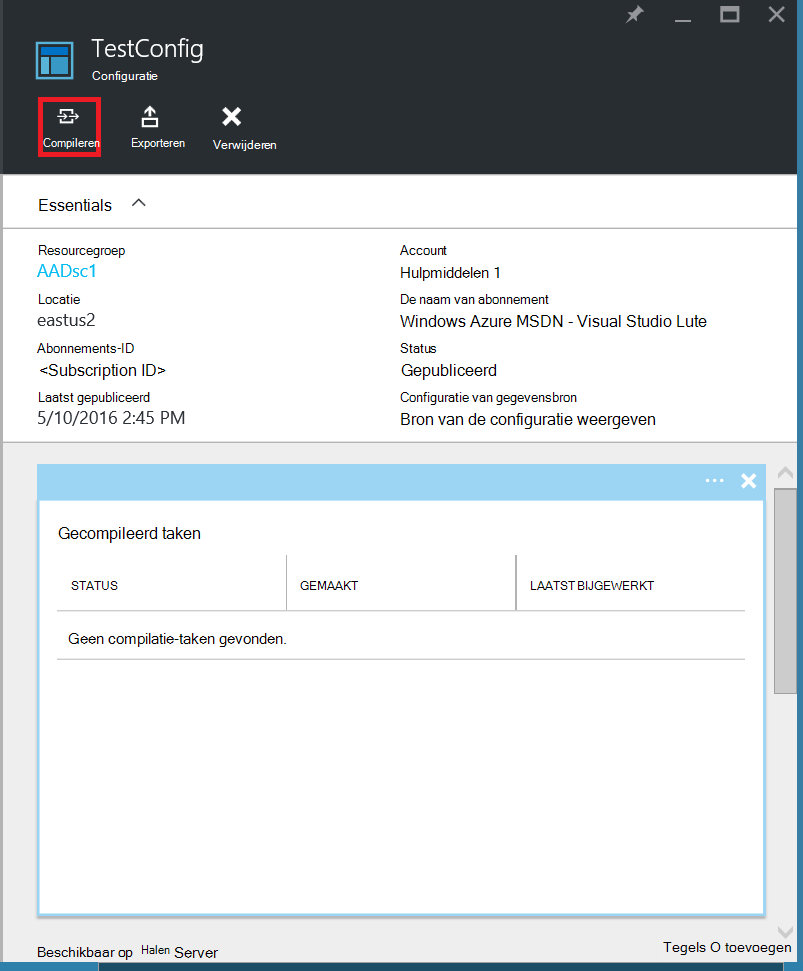 TestConfig
Configuratie
Compileren Exporteren Verwijderen
Essentials
Resourcegroep Account
AADsc1 Hulpmiddelen 1
Locatie De naam van abonnement
eastus2 Windows Azure MSDN - Visual Studio Lute
Abonnements-ID Status
<Subscription ID> Gepubliceerd
Laatst gepubliceerd Configuratie van gegevensbron
5/10/2016 2:45 PM Bron van de configuratie weergeven
Gecompileerd taken
STATUS GEMAAKT LAATST BIJGEWERKT
Geen compilatie-taken gevonden.
Beschikbaar op Halen Server Tegels O toevoegen